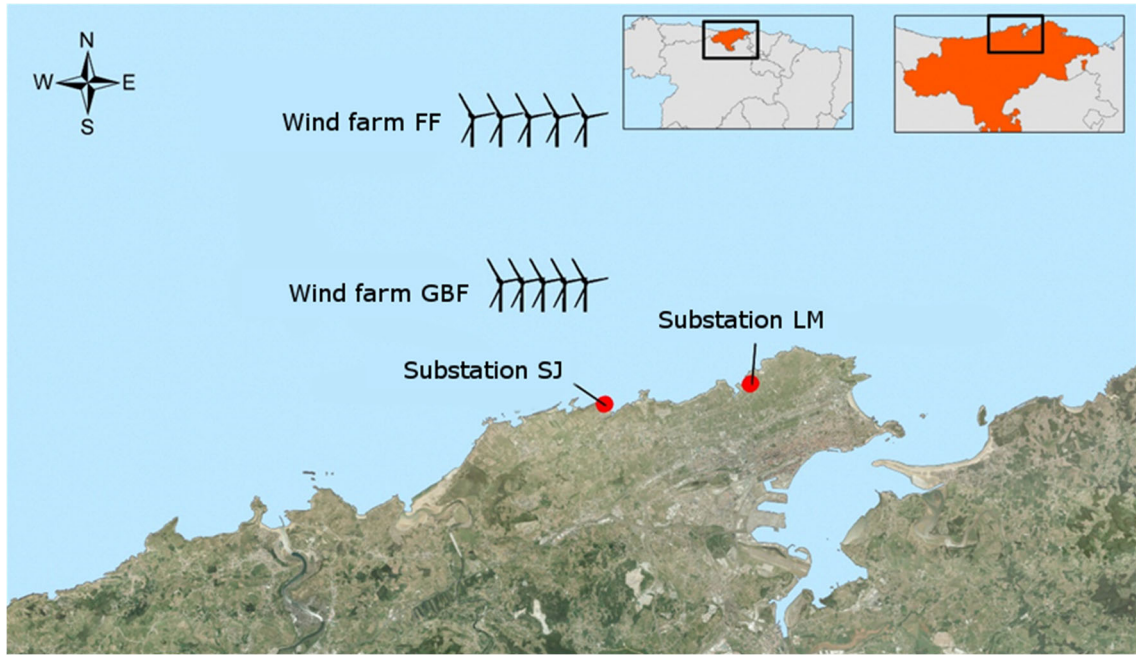 N
W E
S
Wind farm FF
Wind farm GBF
Substation LM
Substation SJ